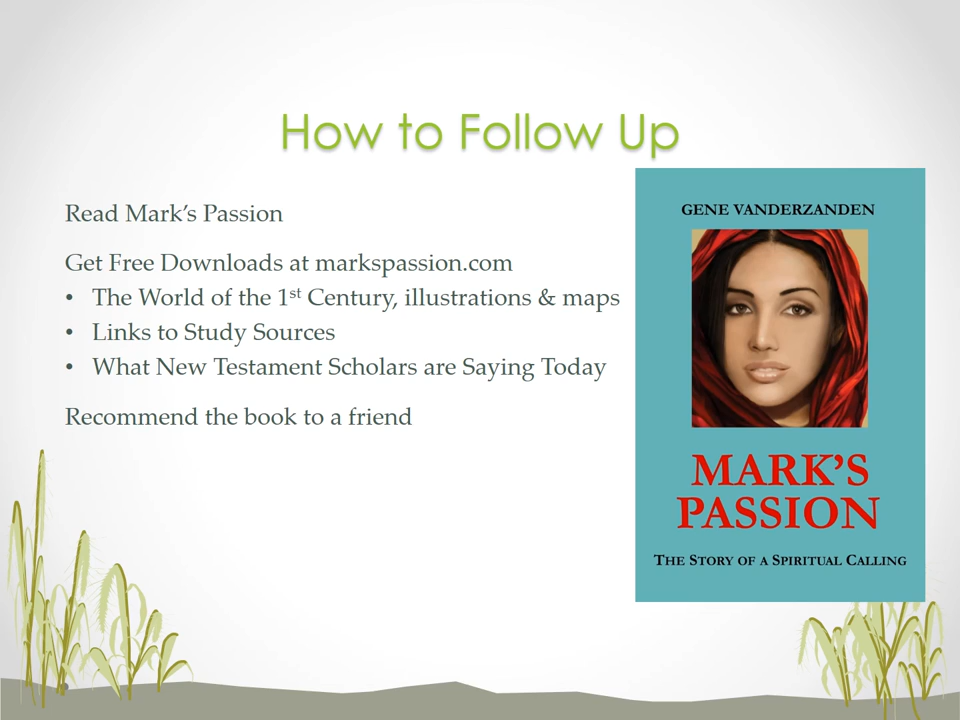 How to Follow Up
Read Mark’s Passion
Get Free Downloads at markspassion.com
• The World of the 1st Century, illustrations & maps
• Links to Study Sources
• What New Testament Scholars are Saying Today
Recommend the book to a friend
GENE VANDERZANDEN
MARK’S
PASSION
THE STORY OF A SPIRITUAL CALLING